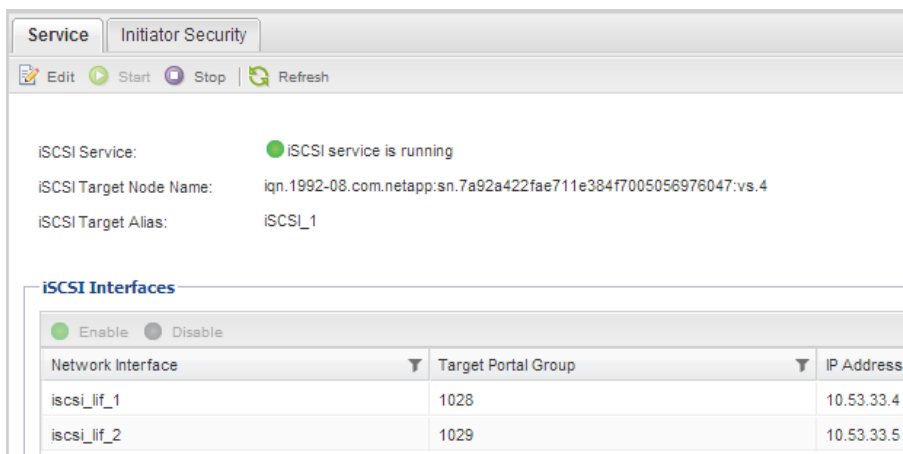 Service Initiator Security
Edit Start Stop Refresh
iSCSI Service: iSCSI service is running
iSCSI Target Node Name: iqn.1992-08.com.netapp:sn.7a92a422fae711e384f7005056976047:vs.4
iSCSI Target Alias: iSCSI_1
iSCSI Interfaces
Enable Disable
Network Interface Target Portal Group IP Address
iscsi_lif_1 1028 10.53.33.4
iscsi_lif_2 1029 10.53.33.5